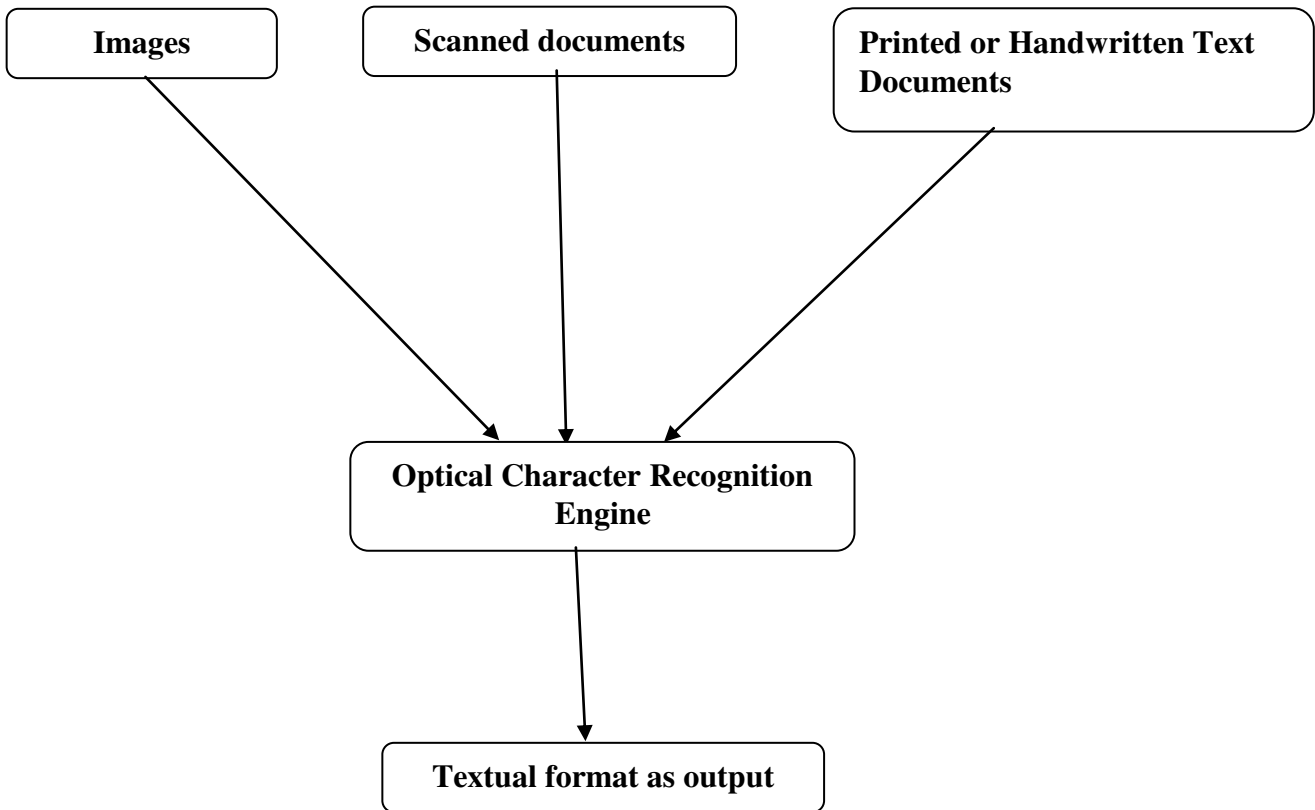 Images
Scanned documents
Printed or Handwritten Text
Documents
Optical Character Recognition
Engine
Textual format as output